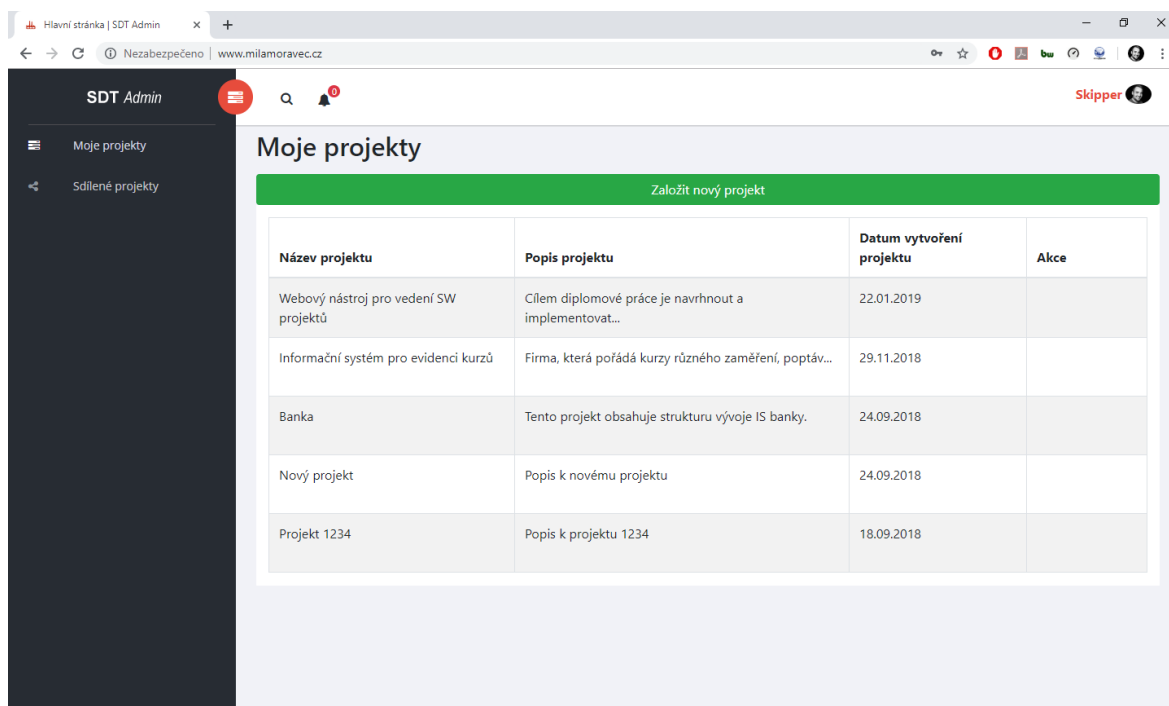 Hlavní stránka | SDT Admin
Nezabezpečeno | www.milamoravec.cz
bw
SDT Admin
0
Skipper
Moje projekty
Sdílené projekty
Moje projekty
Založit nový projekt
Název projektu
Popis projektu
Datum vytvoření
projektu
Akce
Webový nástroj pro vedení SW
projektů
Cílem diplomové práce je navrhnout a
implementovat...
22.01.2019
Informační systém pro evidenci kurzů
Firma, která pořádá kurzy různého zaměření, poptáv...
29.11.2018
Banka
Tento projekt obsahuje strukturu vývoje IS banky.
24.09.2018
Nový projekt
Popis k novému projektu
24.09.2018
Projekt 1234
Popis k projektu 1234
18.09.2018